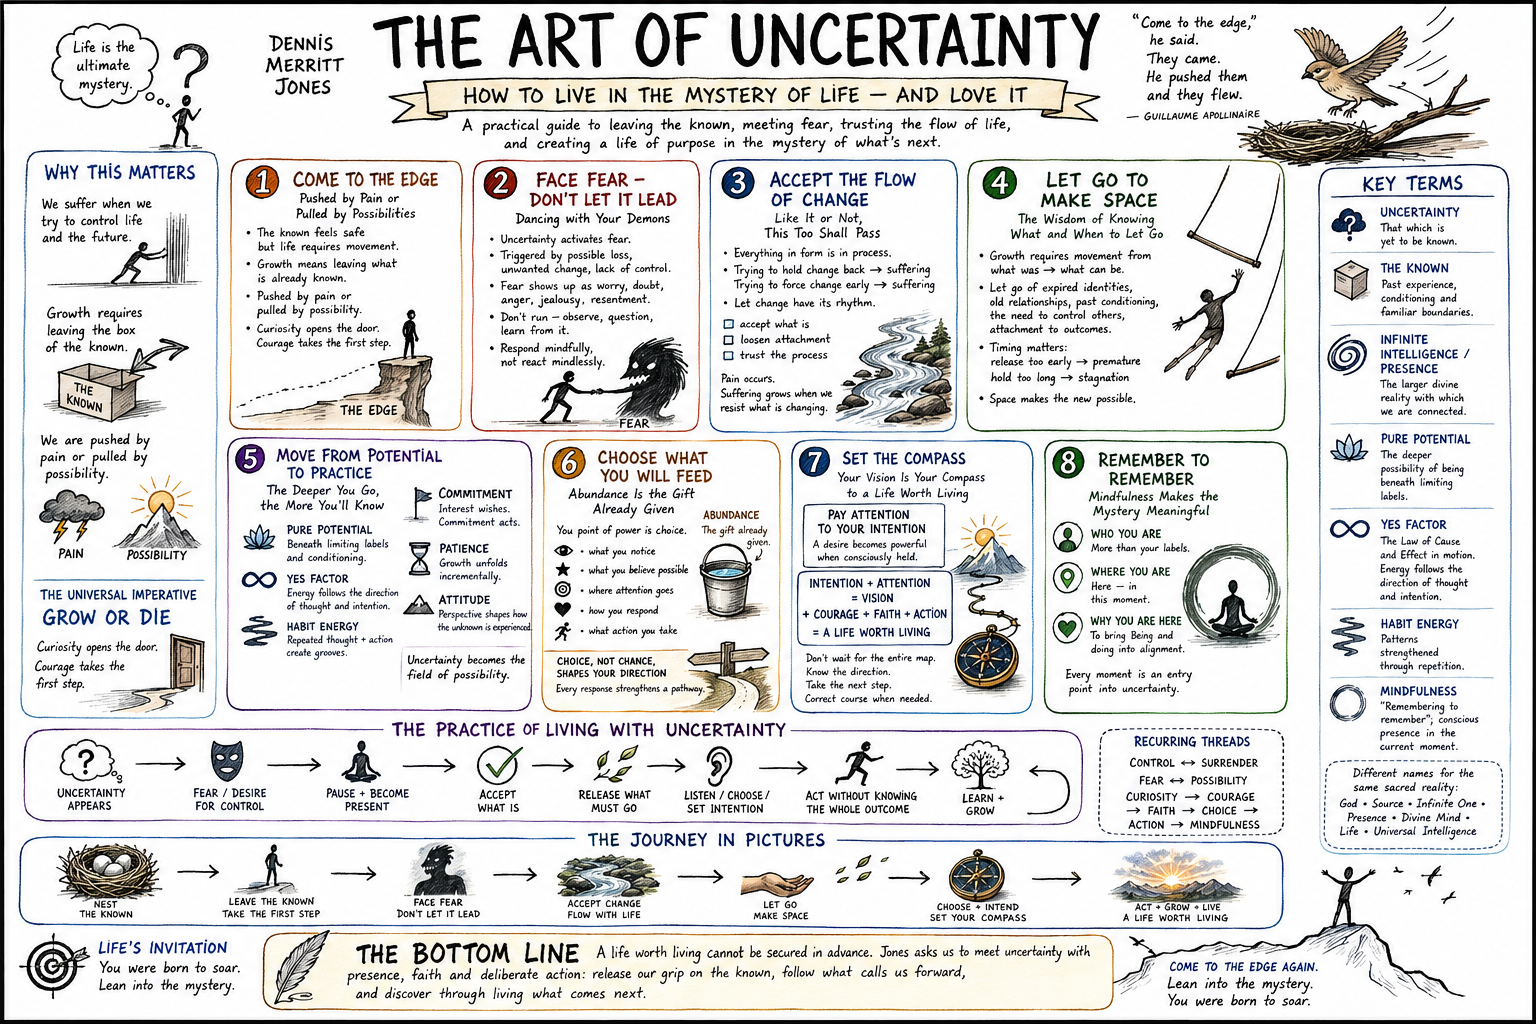 Life is the
ultimate
mystery.
DENNIS
MERRITT
JONES
THE ART OF UNCERTAINTY
HOW TO LIVE IN THE MYSTERY OF LIFE — AND LOVE IT
A practical guide to leaving the known, meeting fear, trusting the flow of life,
and creating a life of purpose in the mystery of what's next.
"Come to the edge,"
he said.
They came.
He pushed them
and they flew.
— GUILLAUME APOLLINAIRE
WHY THIS MATTERS
We suffer when we
try to control life
and the future.
Growth requires
leaving the box
of the known.
THE
KNOWN
We are pushed by
pain or pulled by
possibility.
PAIN
POSSIBILITY
THE UNIVERSAL IMPERATIVE
GROW OR DIE
Curiosity opens the door.
Courage takes the
first step.
1 COME TO THE EDGE
Pushed by Pain or
Pulled by Possibilities
• The known feels safe
but life requires movement.
• Growth means leaving what
is already known.
• Pushed by pain or
pulled by possibility.
• Curiosity opens the door.
Courage takes the first step.
THE EDGE
2 FACE FEAR —
DON'T LET IT LEAD
Dancing with Your Demons
• Uncertainty activates fear.
• Triggered by possible loss,
unwanted change, lack of control.
• Fear shows up as worry, doubt,
anger, jealousy, resentment.
• Don't run — observe, question,
learn from it.
• Respond mindfully,
not react mindlessly.
FEAR
3 ACCEPT THE FLOW
OF CHANGE
Like It or Not,
This Too Shall Pass
• Everything in form is in process.
• Trying to hold change back → suffering
Trying to force change early → suffering
• Let change have its rhythm.
accept what is
loosen attachment
trust the process
Pain occurs.
Suffering grows when we
resist what is changing.
4 LET GO TO
MAKE SPACE
The Wisdom of Knowing
What and When to Let Go
• Growth requires movement from
what was → what can be.
• Let go of expired identities,
old relationships, past conditioning,
the need to control others,
attachment to outcomes.
• Timing matters:
release too early → premature
hold too long → stagnation
• Space makes the new possible.
5 MOVE FROM POTENTIAL
TO PRACTICE
The Deeper You Go,
the More You'll Know
PURE POTENTIAL
Beneath limiting labels
and conditioning.
YES FACTOR
Energy follows the direction
of thought and intention.
HABIT ENERGY
Repeated thought + action
create grooves.
COMMITMENT
Interest wishes.
Commitment acts.
PATIENCE
Growth unfolds
incrementally.
ATTITUDE
Perspective shapes how
the unknown is experienced.
Uncertainty becomes the
field of possibility.
6 CHOOSE WHAT
YOU WILL FEED
Abundance Is the Gift
Already Given
You point of power is choice.
• what you notice
• what you believe possible
• where attention goes
• how you respond
• what action you take
ABUNDANCE
The gift already
given.
CHOICE, NOT CHANCE,
SHAPES YOUR DIRECTION
Every response strengthens a pathway.
7 SET THE COMPASS
Your Vision Is Your Compass
to a Life Worth Living
PAY ATTENTION
TO YOUR INTENTION
A desire becomes powerful
when consciously held.
INTENTION + ATTENTION
= VISION
+ COURAGE + FAITH + ACTION
= A LIFE WORTH LIVING
Don't wait for the entire map.
Know the direction.
Take the next step.
Correct course when needed.
8 REMEMBER TO
REMEMBER
Mindfulness Makes the
Mystery Meaningful
WHO YOU ARE
More than your labels.
WHERE YOU ARE
Here — in
this moment.
WHY YOU ARE HERE
To bring Being and
doing into alignment.
Every moment is an entry
point into uncertainty.
KEY TERMS
UNCERTAINTY
That which is
yet to be known.
THE KNOWN
Past experience,
conditioning and
familiar boundaries.
INFINITE
INTELLIGENCE /
PRESENCE
The larger divine
reality with which
we are connected.
PURE POTENTIAL
The deeper
possibility of being
beneath limiting
labels.
YES FACTOR
The Law of Cause
and Effect in motion.
Energy follows the
direction of thought
and intention.
HABIT ENERGY
Patterns
strengthened
through repetition.
MINDFULNESS
"Remembering to
remember"; conscious
presence in the
current moment.
Different names for the
same sacred reality:
God • Source • Infinite One •
Presence • Divine Mind •
Life • Universal Intelligence
THE PRACTICE OF LIVING WITH UNCERTAINTY
?
UNCERTAINTY
APPEARS
FEAR / DESIRE
FOR CONTROL
PAUSE + BECOME
PRESENT
ACCEPT
WHAT IS
RELEASE WHAT
MUST GO
LISTEN / CHOOSE /
SET INTENTION
ACT WITHOUT KNOWING
THE WHOLE OUTCOME
LEARN +
GROW
RECURRING THREADS
CONTROL ↔ SURRENDER
FEAR ↔ POSSIBILITY
CURIOSITY → COURAGE
→ FAITH → CHOICE →
ACTION → MINDFULNESS
THE JOURNEY IN PICTURES
NEST
THE KNOWN
LEAVE THE KNOWN
TAKE THE FIRST STEP
FACE FEAR
DON'T LET IT LEAD
ACCEPT CHANGE
FLOW WITH LIFE
LET GO
MAKE SPACE
CHOOSE + INTEND
SET YOUR COMPASS
ACT + GROW + LIVE
A LIFE WORTH LIVING
LIFE'S INVITATION
You were born to soar.
Lean into the mystery.
THE BOTTOM LINE A life worth living cannot be secured in advance. Jones asks us to meet uncertainty with
presence, faith and deliberate action: release our grip on the known, follow what calls us forward,
and discover through living what comes next.
COME TO THE EDGE AGAIN.
Lean into the mystery.
You were born to soar.